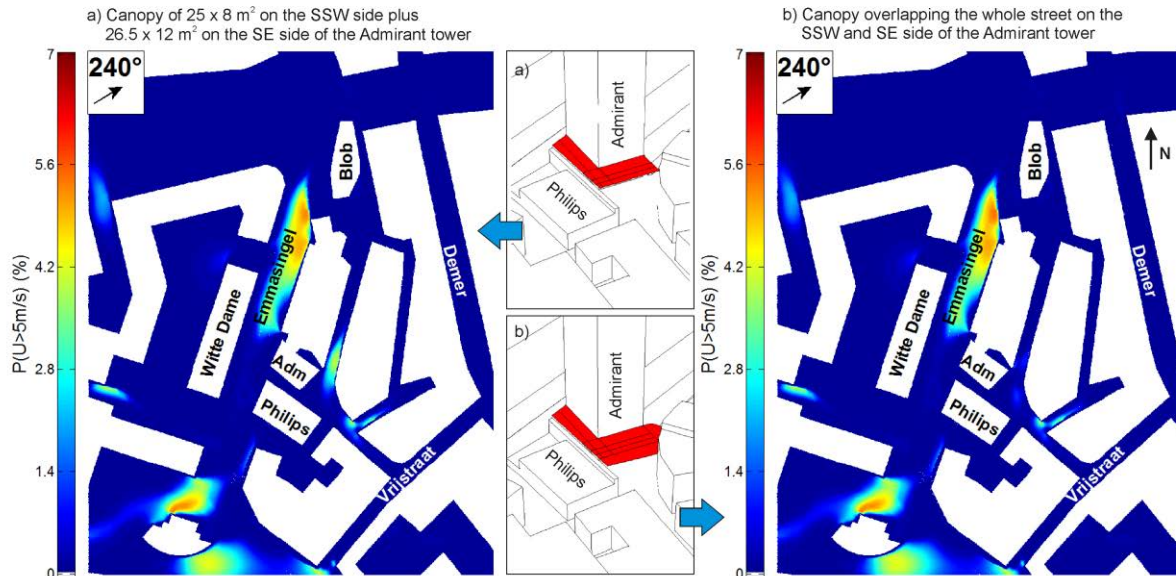 a) Canopy of 25 x 8 m² on the SSW side plus
26.5 x 12 m² on the SE side of the Admirant tower
7
5.6
4.2
2.8
1.4
0
P(U>5m/s) (%)
240°
Blob
Emmasingel
Demer
Witte Dame
Adm
Philips
Vrijstraat
a)
Admirant
Philips
b)
Admirant
Philips
b) Canopy overlapping the whole street on the
SSW and SE side of the Admirant tower
7
5.6
4.2
2.8
1.4
0
P(U>5m/s) (%)
240°
N
Blob
Emmasingel
Demer
Witte Dame
Adm
Philips
Vrijstraat